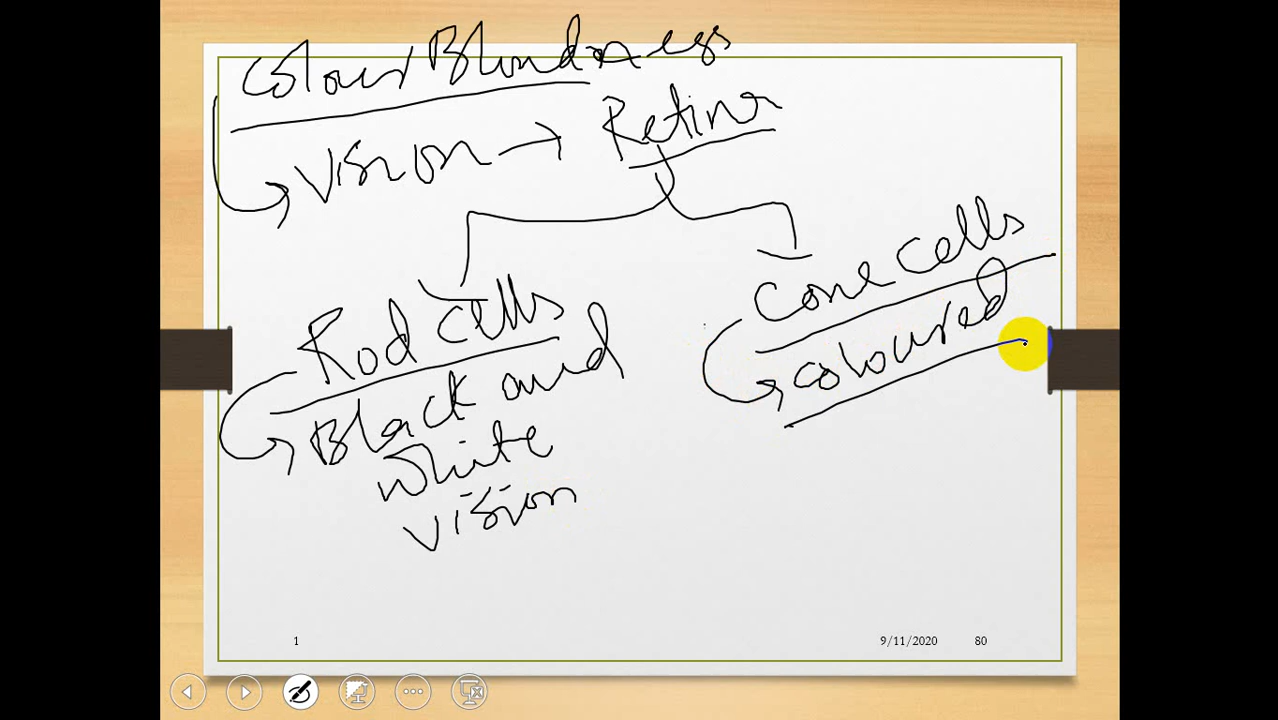 Colour Blindness
Vision → Retina
Rod cells
Black and
white
vision
Cone cells
coloured
1
9/11/2020
80